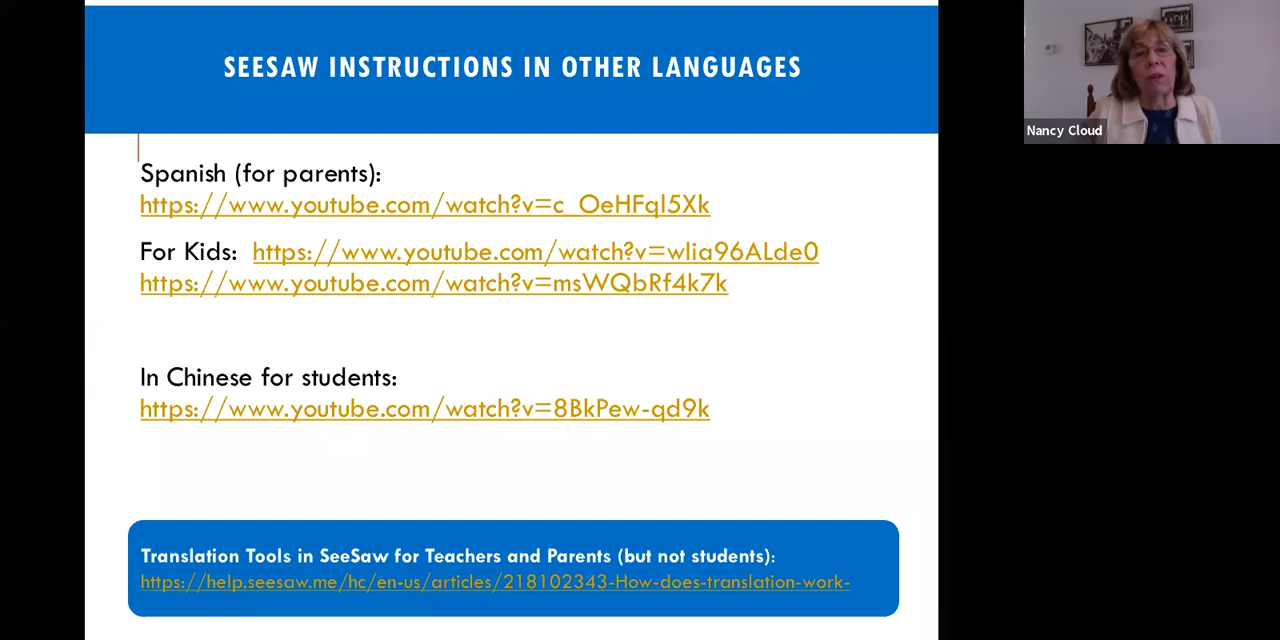 SEESAW INSTRUCTIONS IN OTHER LANGUAGES
Spanish (for parents):
https://www.youtube.com/watch?v=c_OeHFqI5Xk
For Kids: https://www.youtube.com/watch?v=wIia96ALde0
https://www.youtube.com/watch?v=msWQbRf4k7k
In Chinese for students:
https://www.youtube.com/watch?v=8BkPew-qd9k
Translation Tools in SeeSaw for Teachers and Parents (but not students):
https://help.seesaw.me/hc/en-us/articles/218102343-How-does-translation-work-
Nancy Cloud